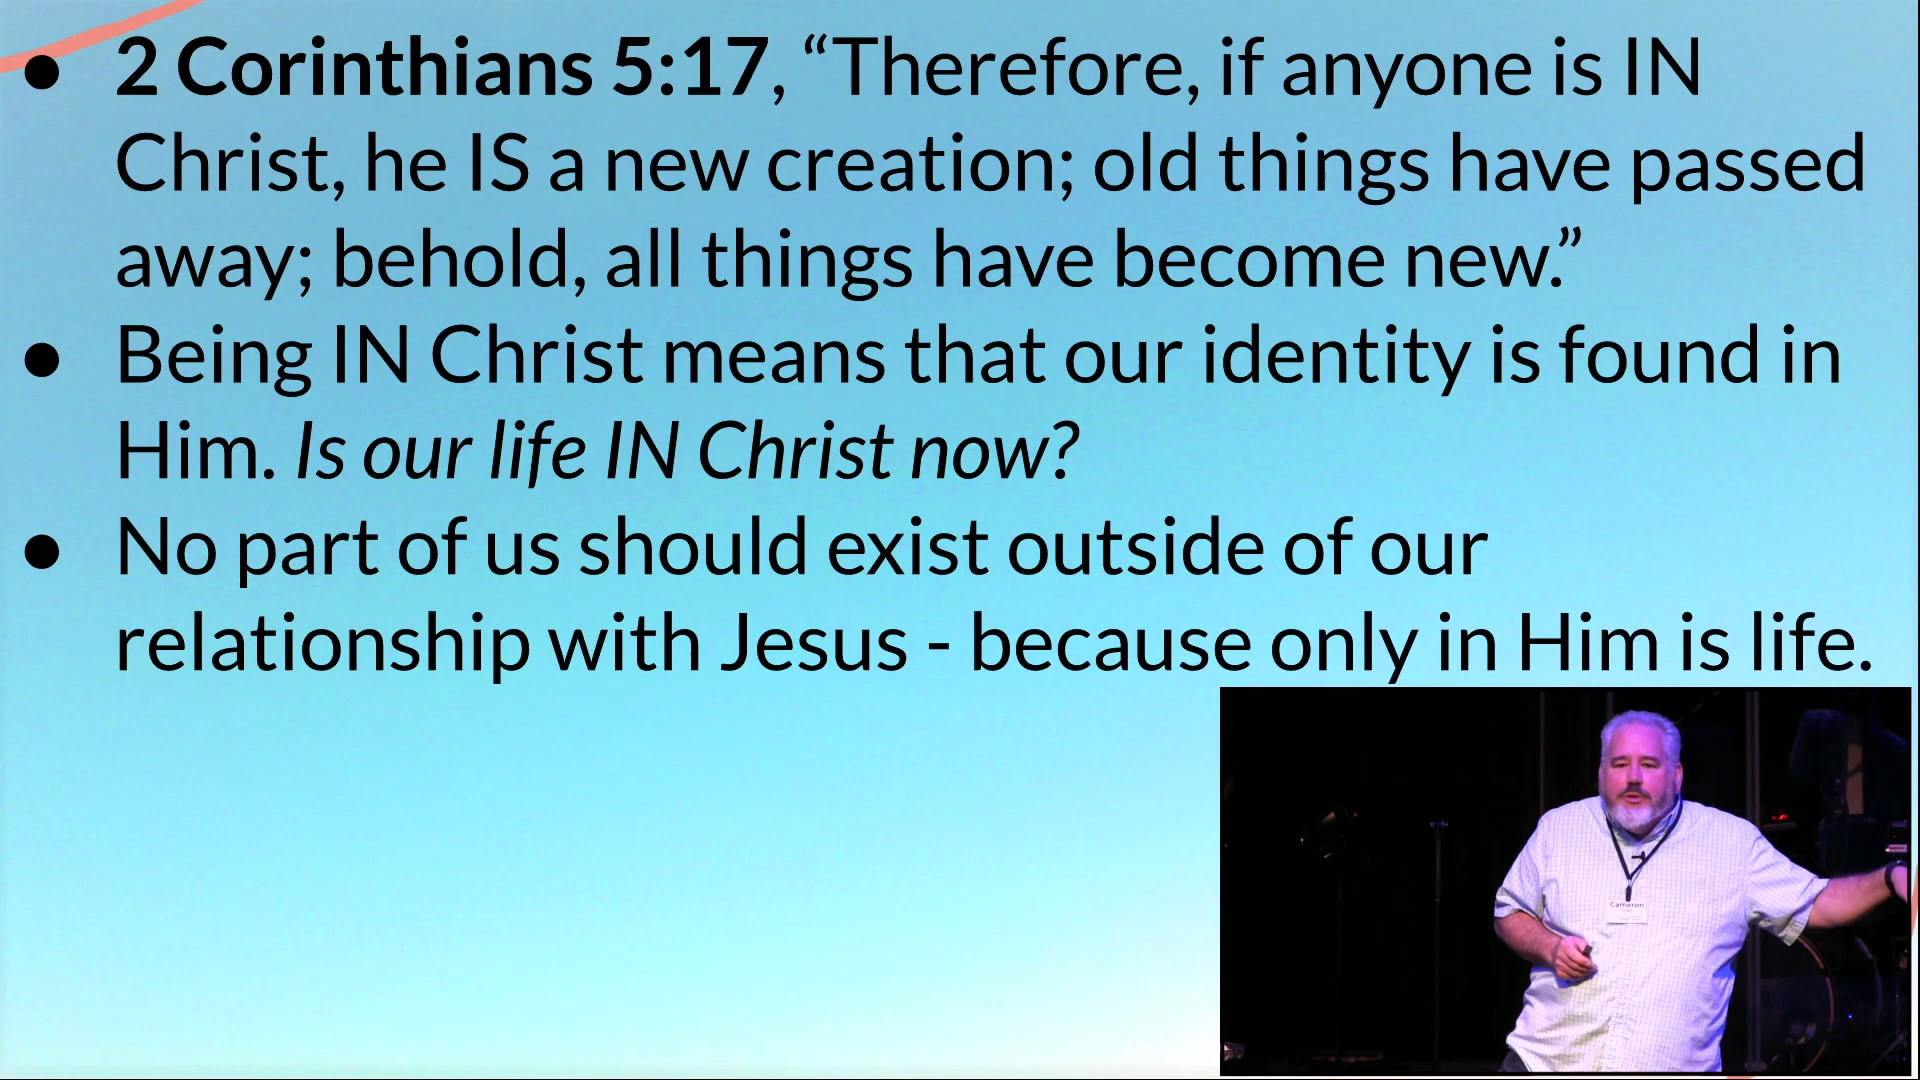 ● 2 Corinthians 5:17, “Therefore, if anyone is IN
Christ, he IS a new creation; old things have passed
away; behold, all things have become new.”
● Being IN Christ means that our identity is found in
Him. Is our life IN Christ now?
● No part of us should exist outside of our
relationship with Jesus - because only in Him is life.
Cameron